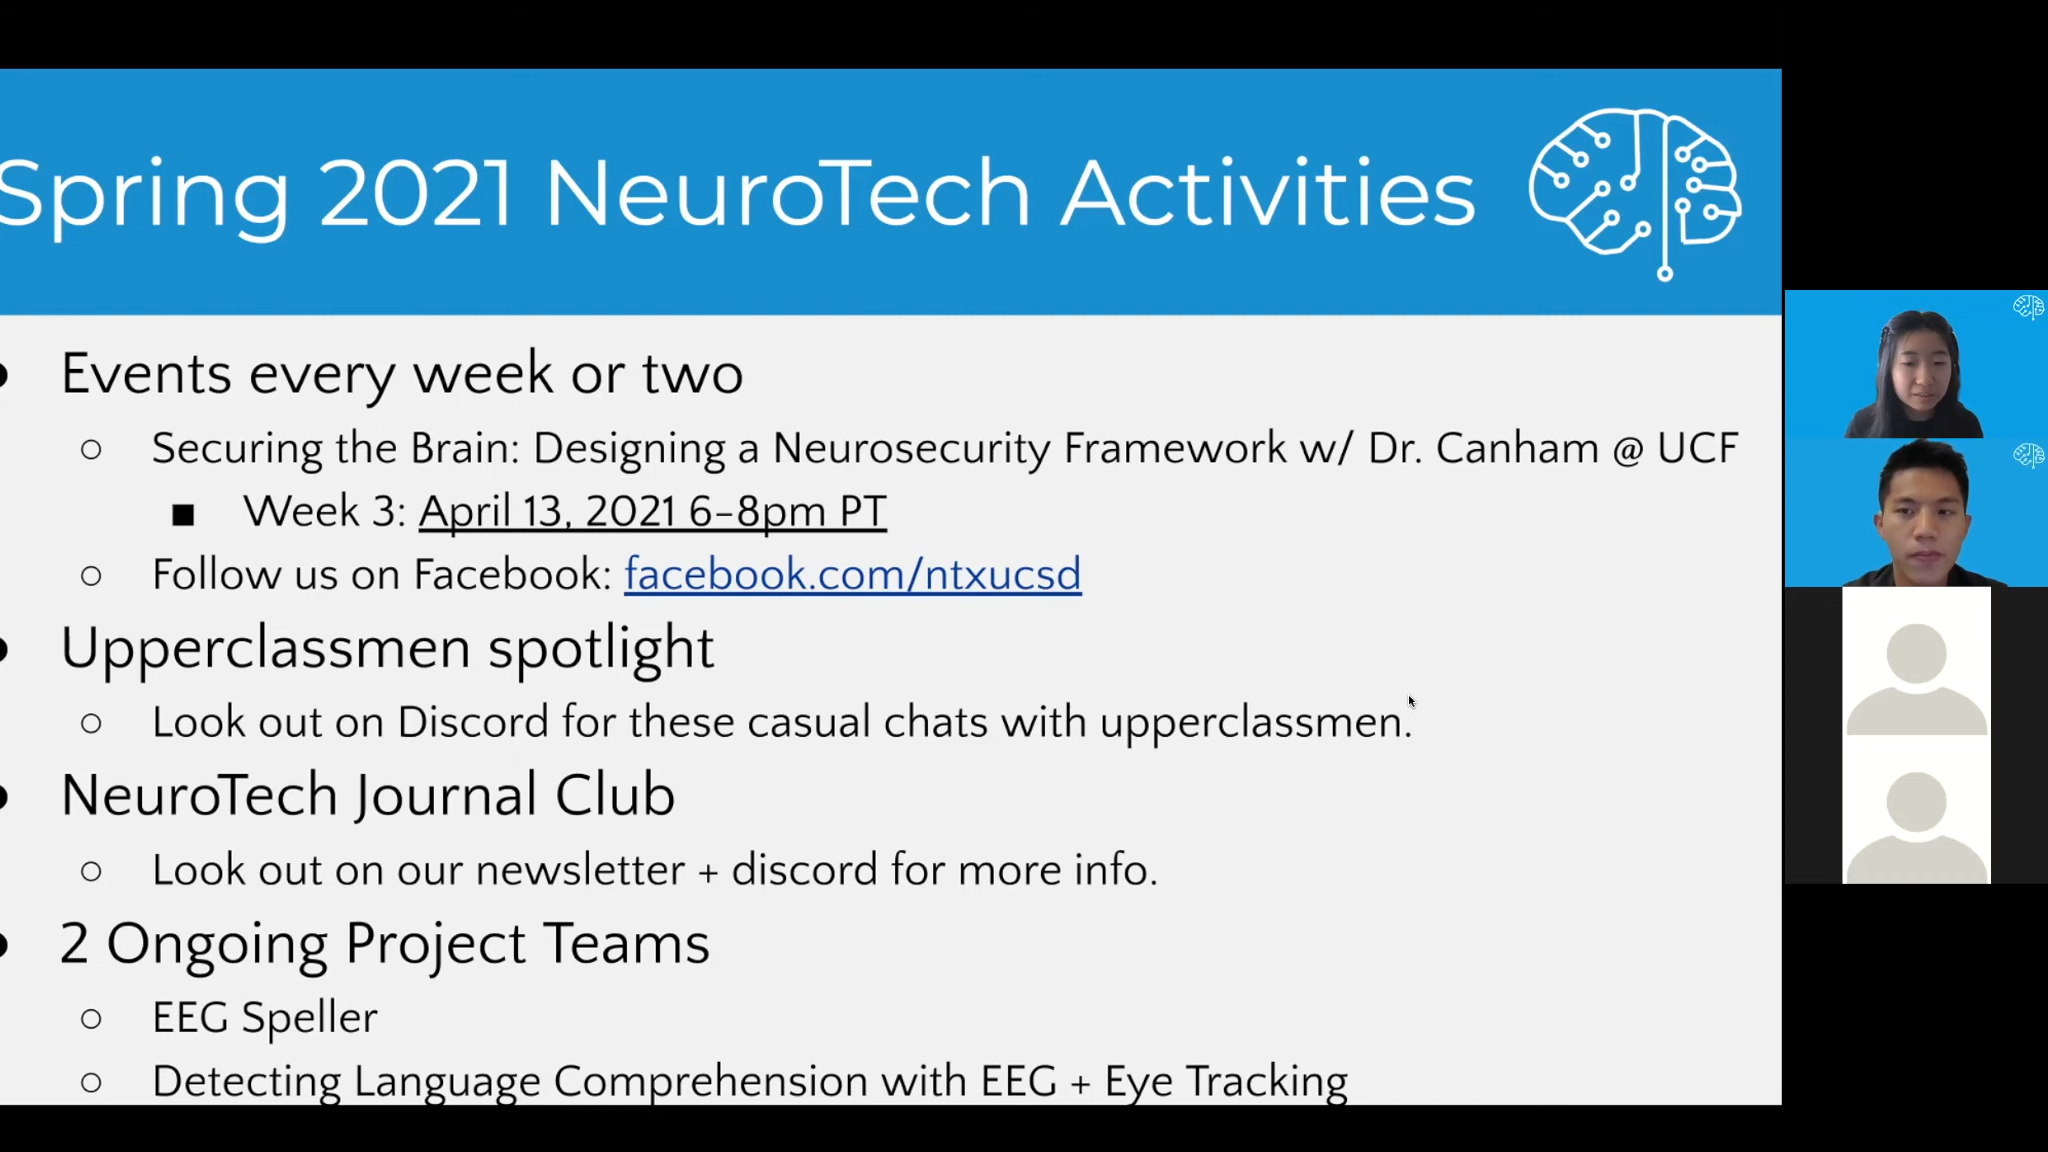 Spring 2021 NeuroTech Activities
Events every week or two
Securing the Brain: Designing a Neurosecurity Framework w/ Dr. Canham @ UCF
Week 3: April 13, 2021 6-8pm PT
Follow us on Facebook: facebook.com/ntxucsd
Upperclassmen spotlight
Look out on Discord for these casual chats with upperclassmen.
NeuroTech Journal Club
Look out on our newsletter + discord for more info.
2 Ongoing Project Teams
EEG Speller
Detecting Language Comprehension with EEG + Eye Tracking